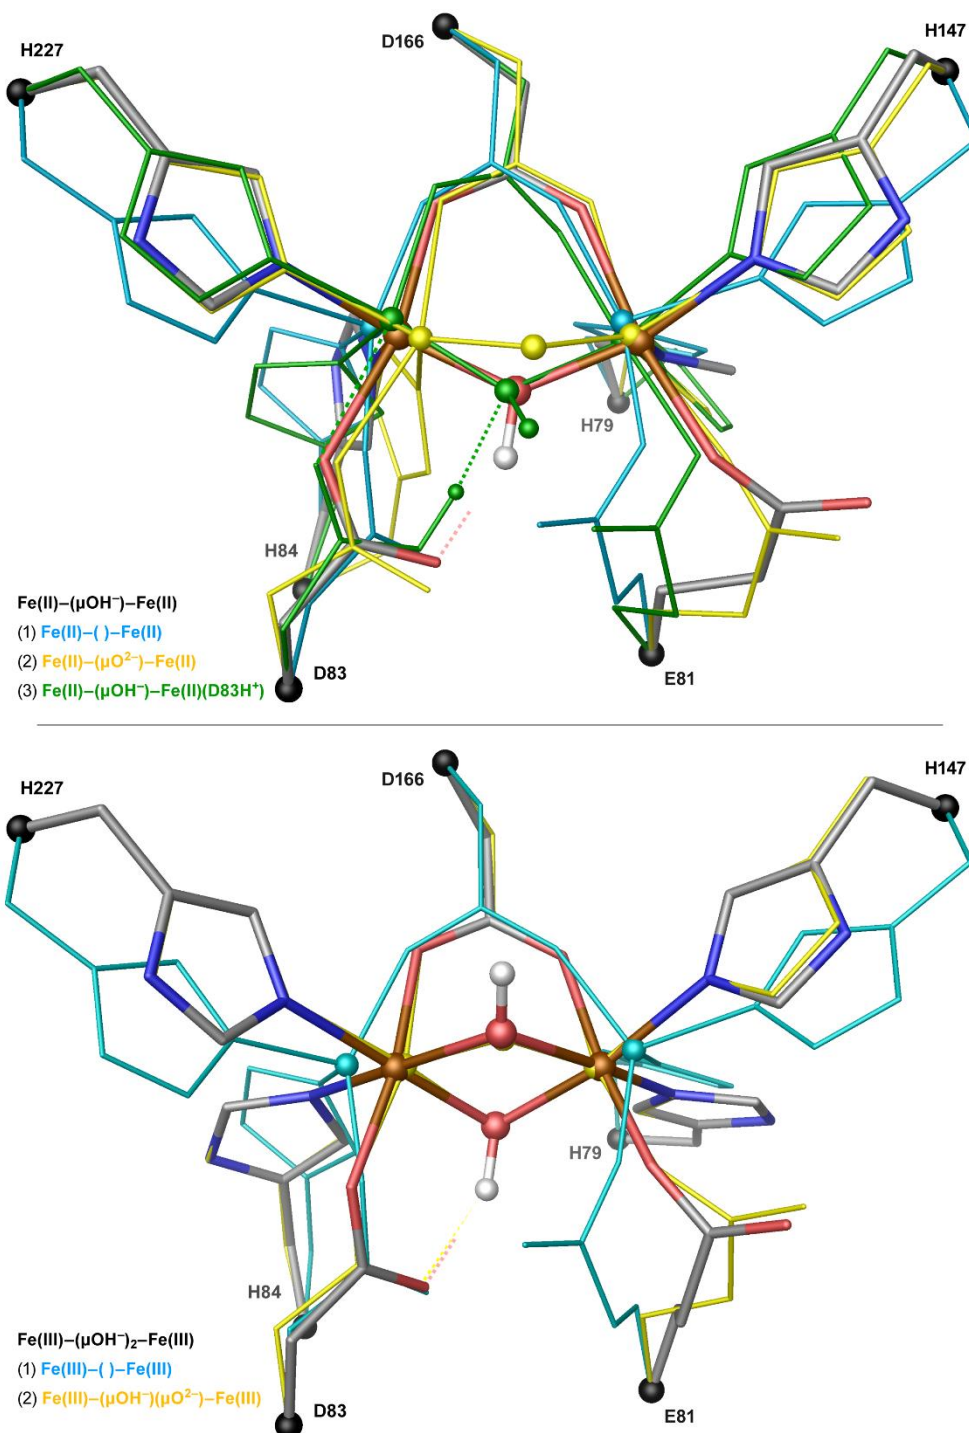 H227
D166
H147
H79
H84
D83
E81
Fe(II)–(µOH⁻)–Fe(II)
(1) Fe(II)–( )–Fe(II)
(2) Fe(II)–(µO²⁻)–Fe(II)
(3) Fe(II)–(µOH⁻)–Fe(II)(D83H⁺)
H227
D166
H147
H79
H84
D83
E81
Fe(III)–(µOH⁻)₂–Fe(III)
(1) Fe(III)–( )–Fe(III)
(2) Fe(III)–(µOH⁻)(µO²⁻)–Fe(III)